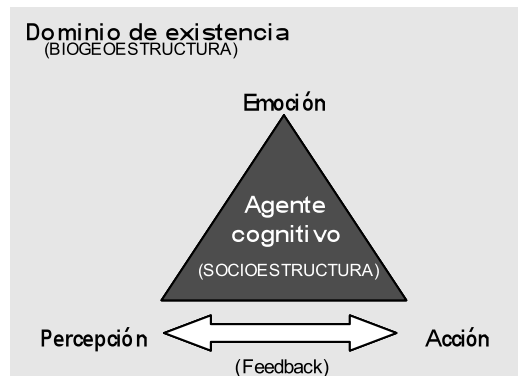 Dominio de existencia
(BIOGEOESTRUCTURA)
Emoción
Agente
cognitivo
(SOCIOESTRUCTURA)
Percepción
Acción
(Feedback)